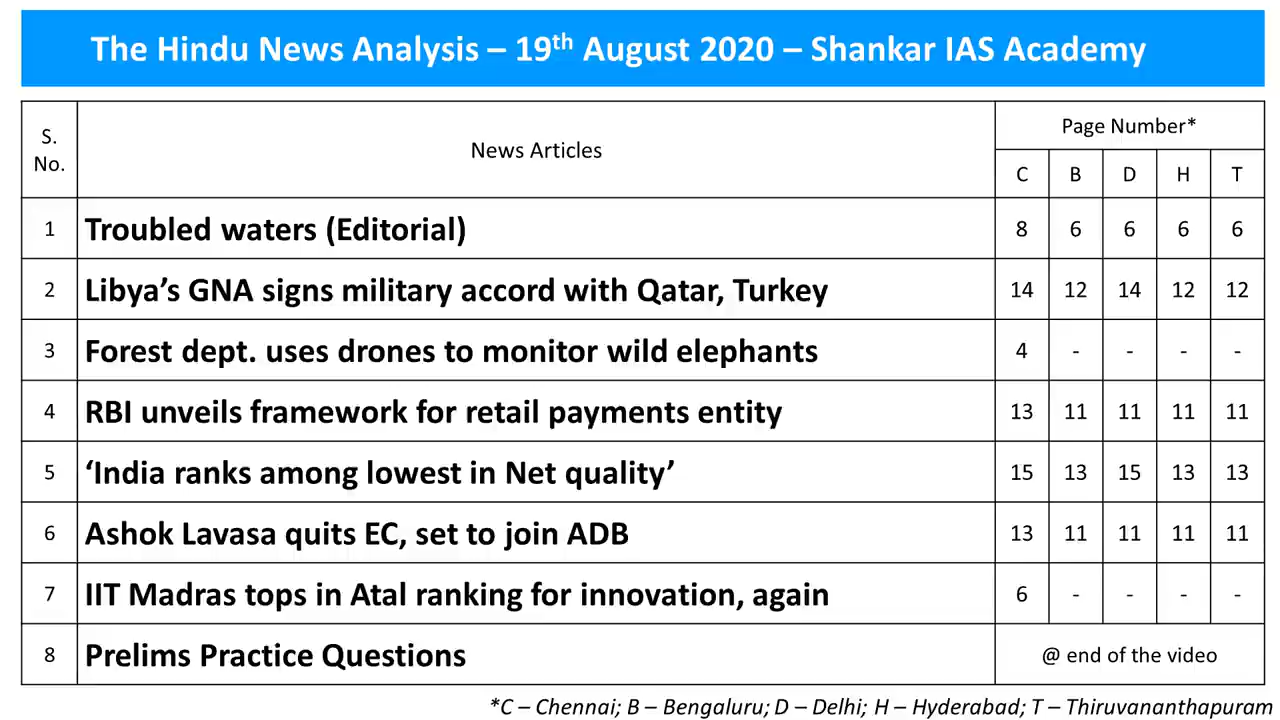 The Hindu News Analysis – 19th August 2020 – Shankar IAS Academy
S. No. News Articles Page Number*
C B D H T
1 Troubled waters (Editorial) 8 6 6 6 6
2 Libya’s GNA signs military accord with Qatar, Turkey 14 12 14 12 12
3 Forest dept. uses drones to monitor wild elephants 4 - - - -
4 RBI unveils framework for retail payments entity 13 11 11 11 11
5 ‘India ranks among lowest in Net quality’ 15 13 15 13 13
6 Ashok Lavasa quits EC, set to join ADB 13 11 11 11 11
7 IIT Madras tops in Atal ranking for innovation, again 6 - - - -
8 Prelims Practice Questions @ end of the video
*C – Chennai; B – Bengaluru; D – Delhi; H – Hyderabad; T – Thiruvananthapuram